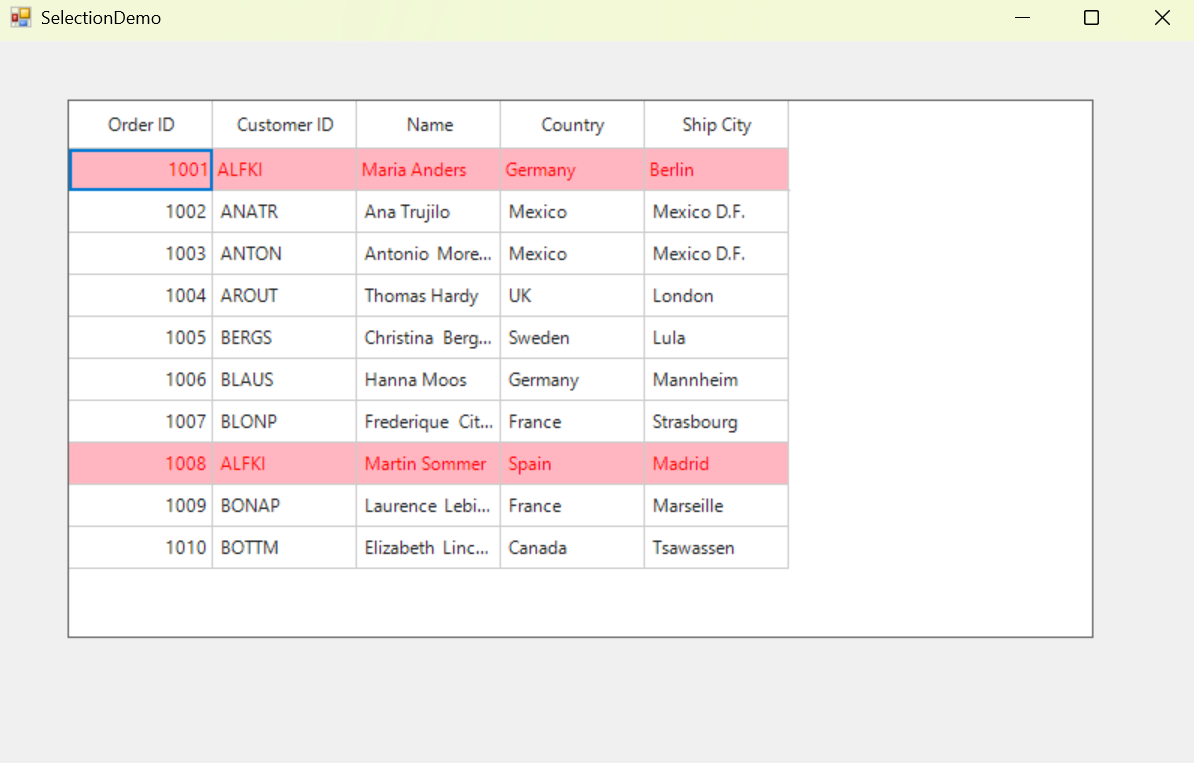 SelectionDemo
Order ID Customer ID Name Country Ship City
1001 ALFKI Maria Anders Germany Berlin
1002 ANATR Ana Trujilo Mexico Mexico D.F.
1003 ANTON Antonio More... Mexico Mexico D.F.
1004 AROUT Thomas Hardy UK London
1005 BERGS Christina Berg... Sweden Lula
1006 BLAUS Hanna Moos Germany Mannheim
1007 BLONP Frederique Cit... France Strasbourg
1008 ALFKI Martin Sommer Spain Madrid
1009 BONAP Laurence Lebi... France Marseille
1010 BOTTM Elizabeth Linc... Canada Tsawassen